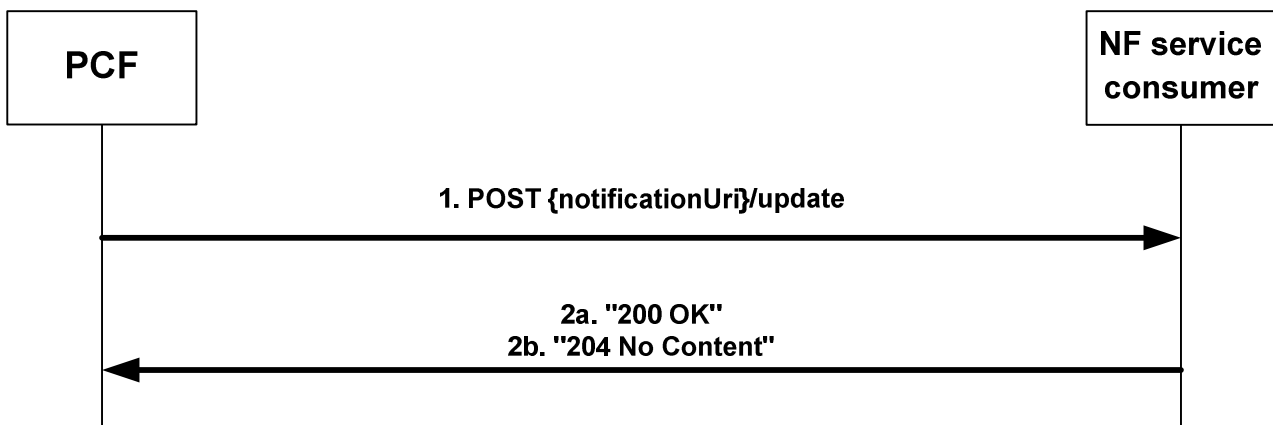 PCF
NF service
consumer
1. POST {notificationUri}/update
2a. "200 OK"
2b. "204 No Content"